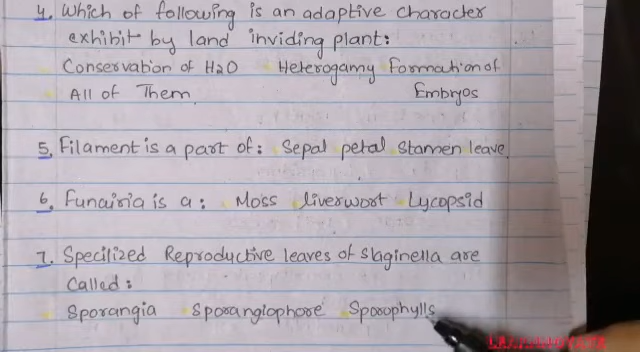 4. Which of following is an adaptive character
exhibit by land inviding plant:
Conservation of H2O Heterogamy Formation of
All of Them Embryos
5. Filament is a part of: Sepal petal Stamen leave.
6. Funairia is a: Moss liverwort Lycopsid
7. Specilized Reproductive leaves of Slaginella are
Called:
Sporangia Sporangiophore Sporophylls